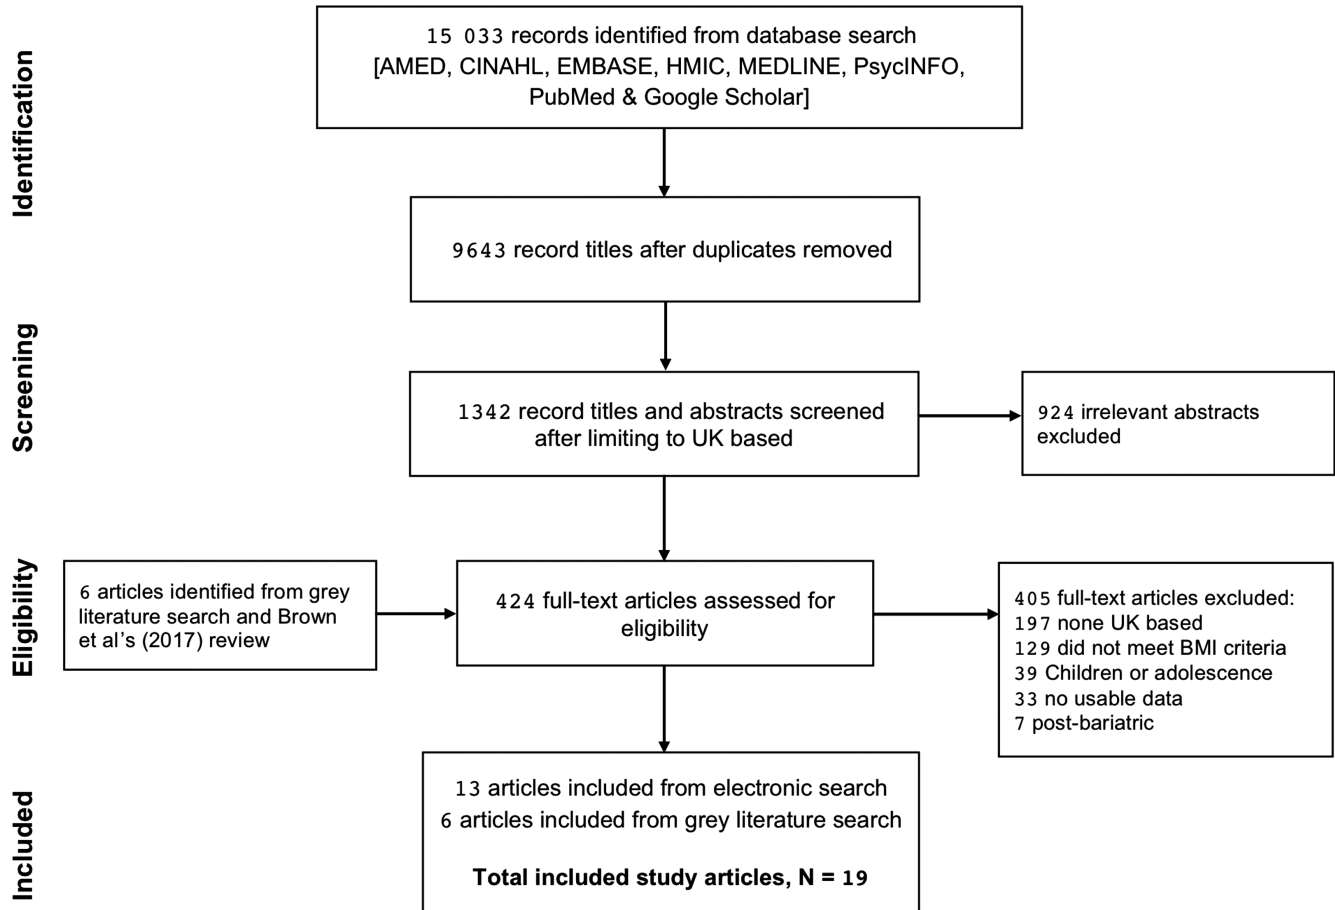 Identification
15 033 records identified from database search
[AMED, CINAHL, EMBASE, HMIC, MEDLINE, PsycINFO,
PubMed & Google Scholar]
9643 record titles after duplicates removed
Screening
1342 record titles and abstracts screened
after limiting to UK based
924 irrelevant abstracts
excluded
Eligibility
6 articles identified from grey
literature search and Brown
et al's (2017) review
424 full-text articles assessed for
eligibility
405 full-text articles excluded:
197 none UK based
129 did not meet BMI criteria
39 Children or adolescence
33 no usable data
7 post-bariatric
Included
13 articles included from electronic search
6 articles included from grey literature search
Total included study articles, N = 19